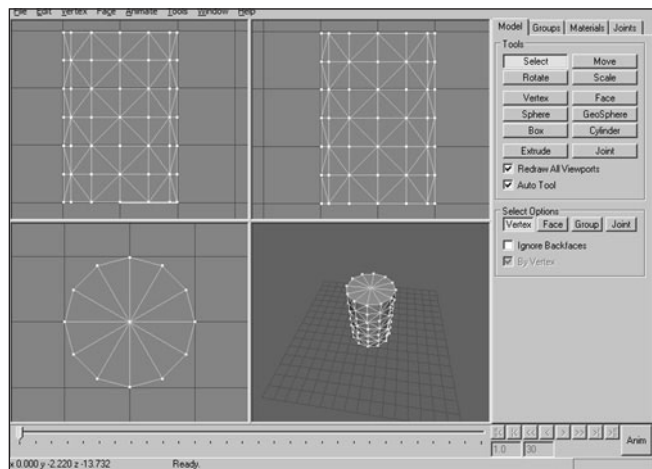 File Edit Vertex Face Animate Tools Window Help
Model Groups Materials Joints
Tools
Select Move
Rotate Scale
Vertex Face
Sphere GeoSphere
Box Cylinder
Extrude Joint
Redraw All Viewports
Auto Tool
Select Options
Vertex Face Group Joint
Ignore Backfaces
By Vertex
|<< |< << < > >> >| >>|
1.0 30 Anim
x 0.000 y -2.220 z -13.732 Ready.